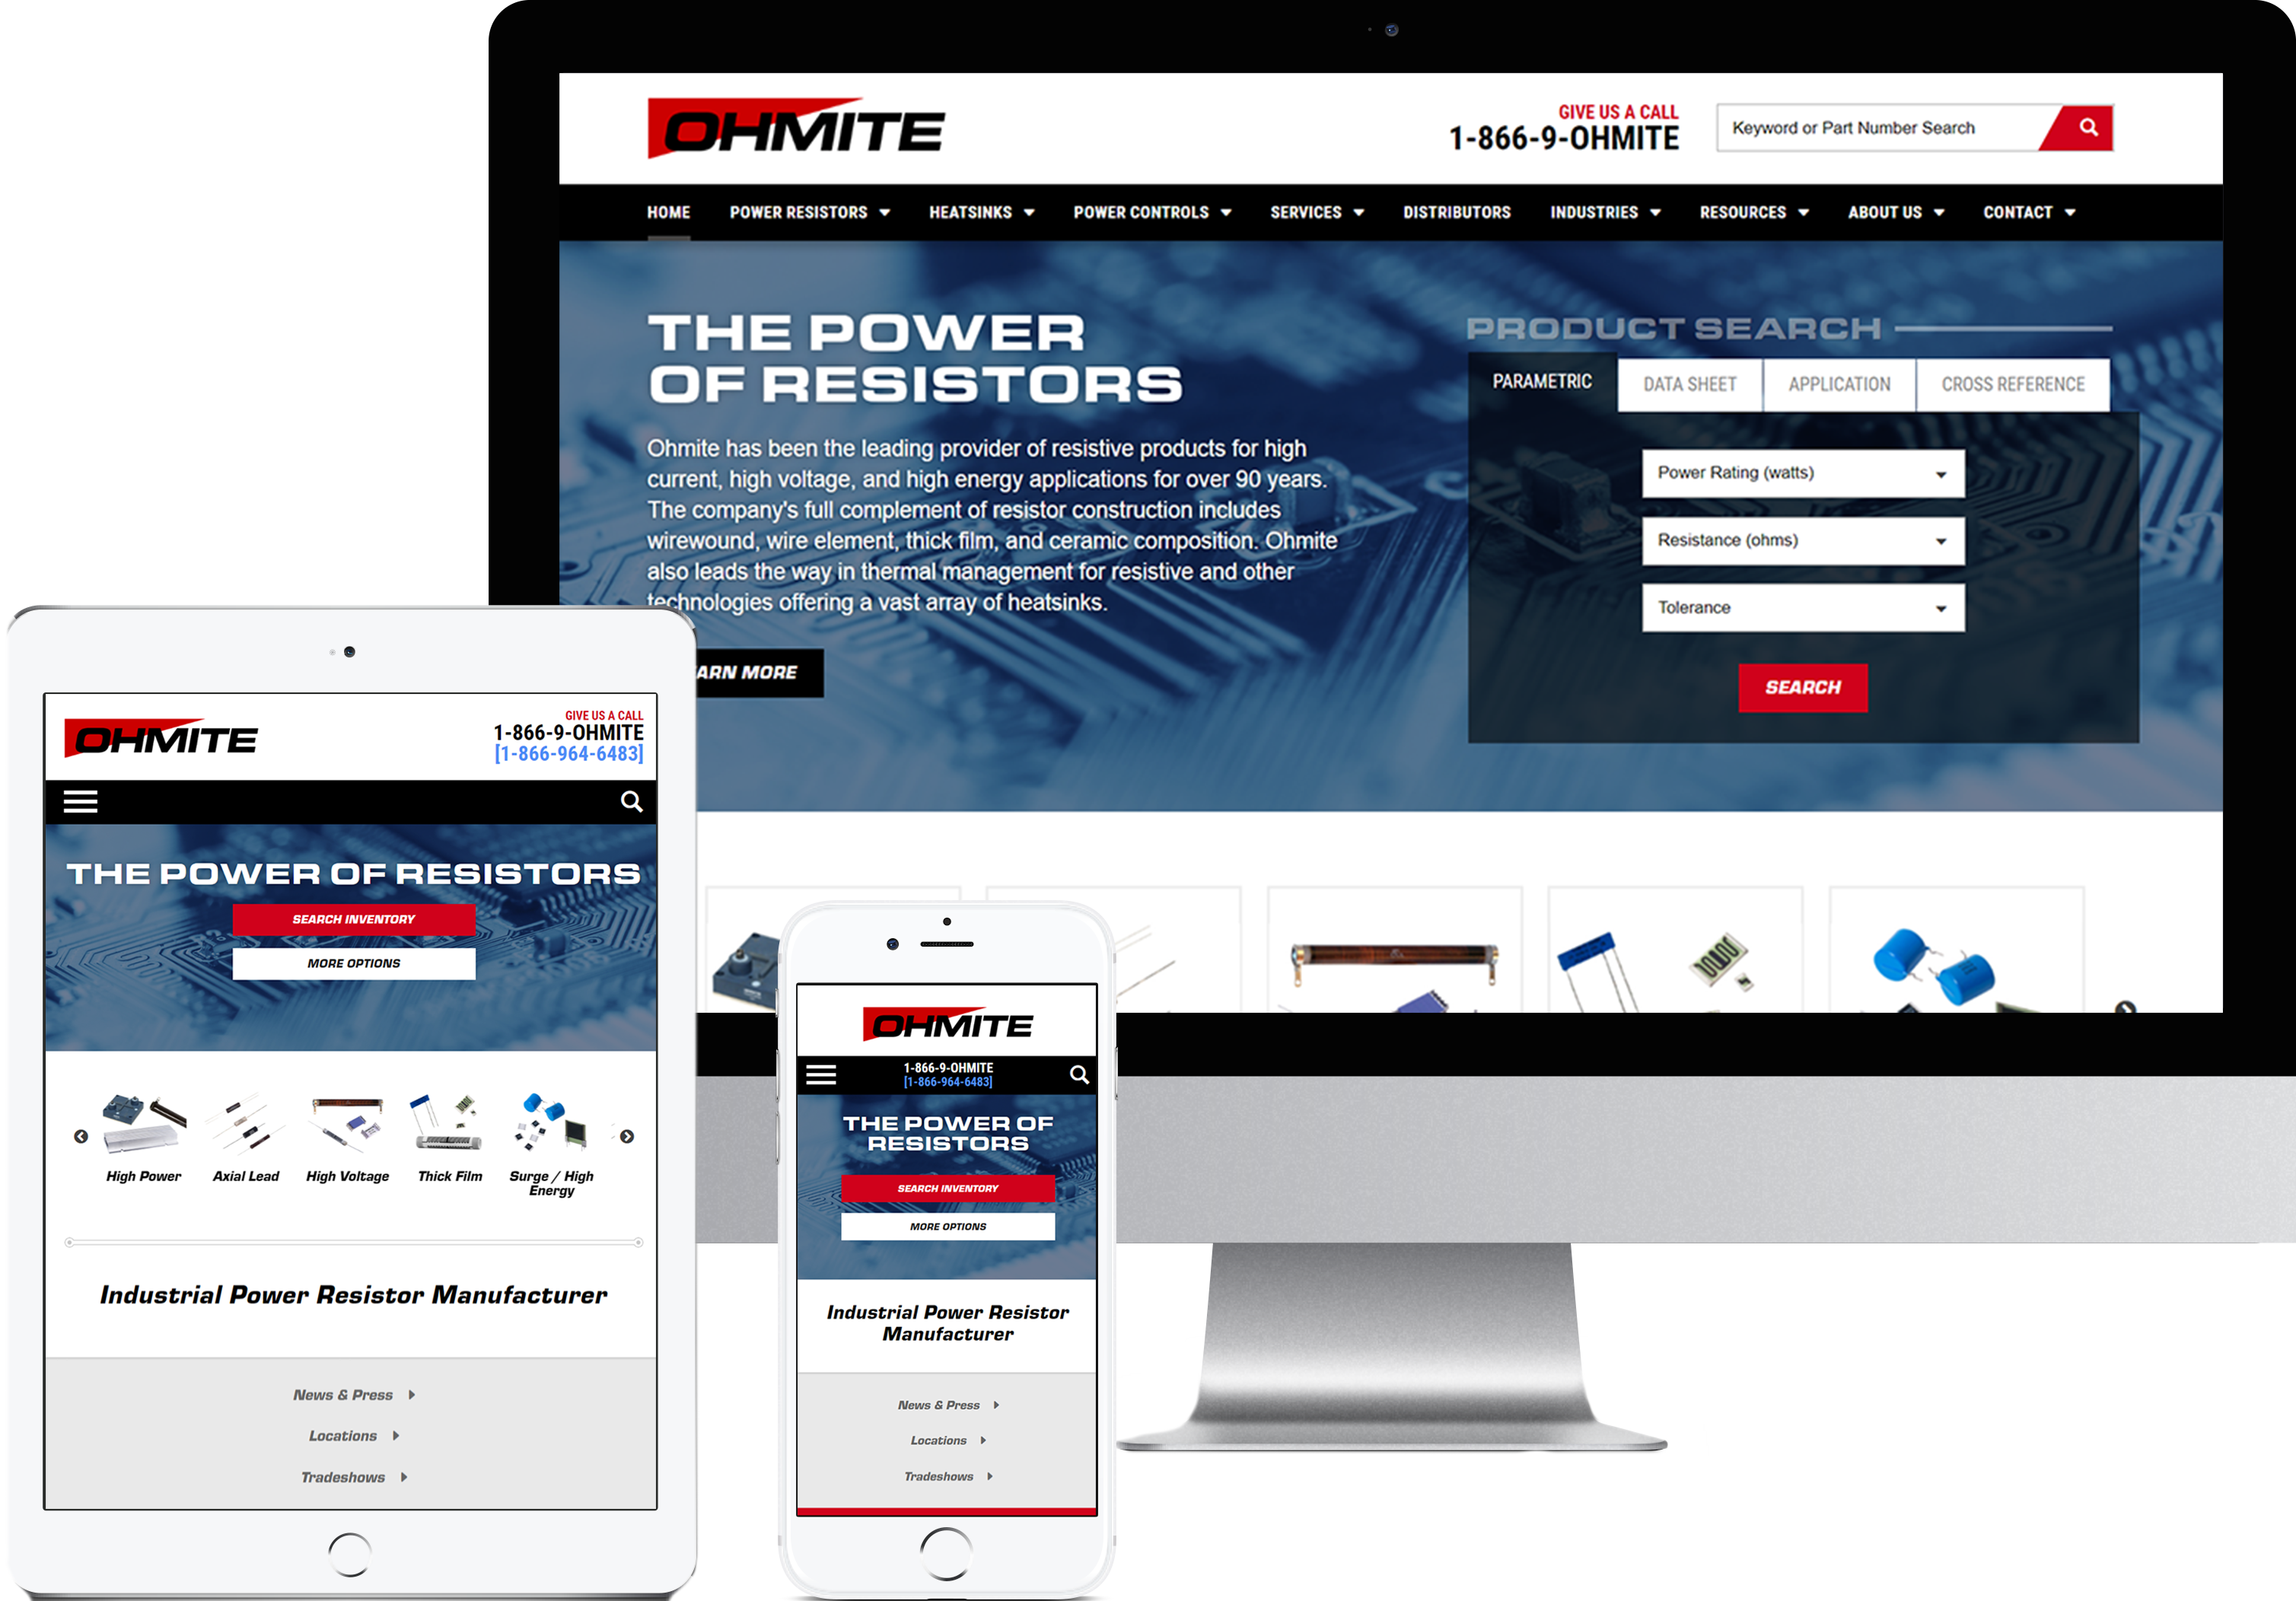 OHMITE
GIVE US A CALL
1-866-9-OHMITE
Keyword or Part Number Search
HOME POWER RESISTORS HEATSINKS POWER CONTROLS SERVICES DISTRIBUTORS INDUSTRIES RESOURCES ABOUT US CONTACT
THE POWER
OF RESISTORS
Ohmite has been the leading provider of resistive products for high
current, high voltage, and high energy applications for over 90 years.
The company's full complement of resistor construction includes
wirewound, wire element, thick film, and ceramic composition. Ohmite
also leads the way in thermal management for resistive and other
technologies offering a vast array of heatsinks.
ARN MORE
PRODUCT SEARCH
PARAMETRIC DATA SHEET APPLICATION CROSS REFERENCE
Power Rating (watts)
Resistance (ohms)
Tolerance
SEARCH
OHMITE
GIVE US A CALL
1-866-9-OHMITE
[1-866-964-6483]
THE POWER OF RESISTORS
SEARCH INVENTORY
MORE OPTIONS
High Power Axial Lead High Voltage Thick Film Surge / High
Energy
Industrial Power Resistor Manufacturer
News & Press
Locations
Tradeshows
OHMITE
1-866-9-OHMITE
[1-866-964-6483]
THE POWER OF
RESISTORS
SEARCH INVENTORY
MORE OPTIONS
Industrial Power Resistor
Manufacturer
News & Press
Locations
Tradeshows